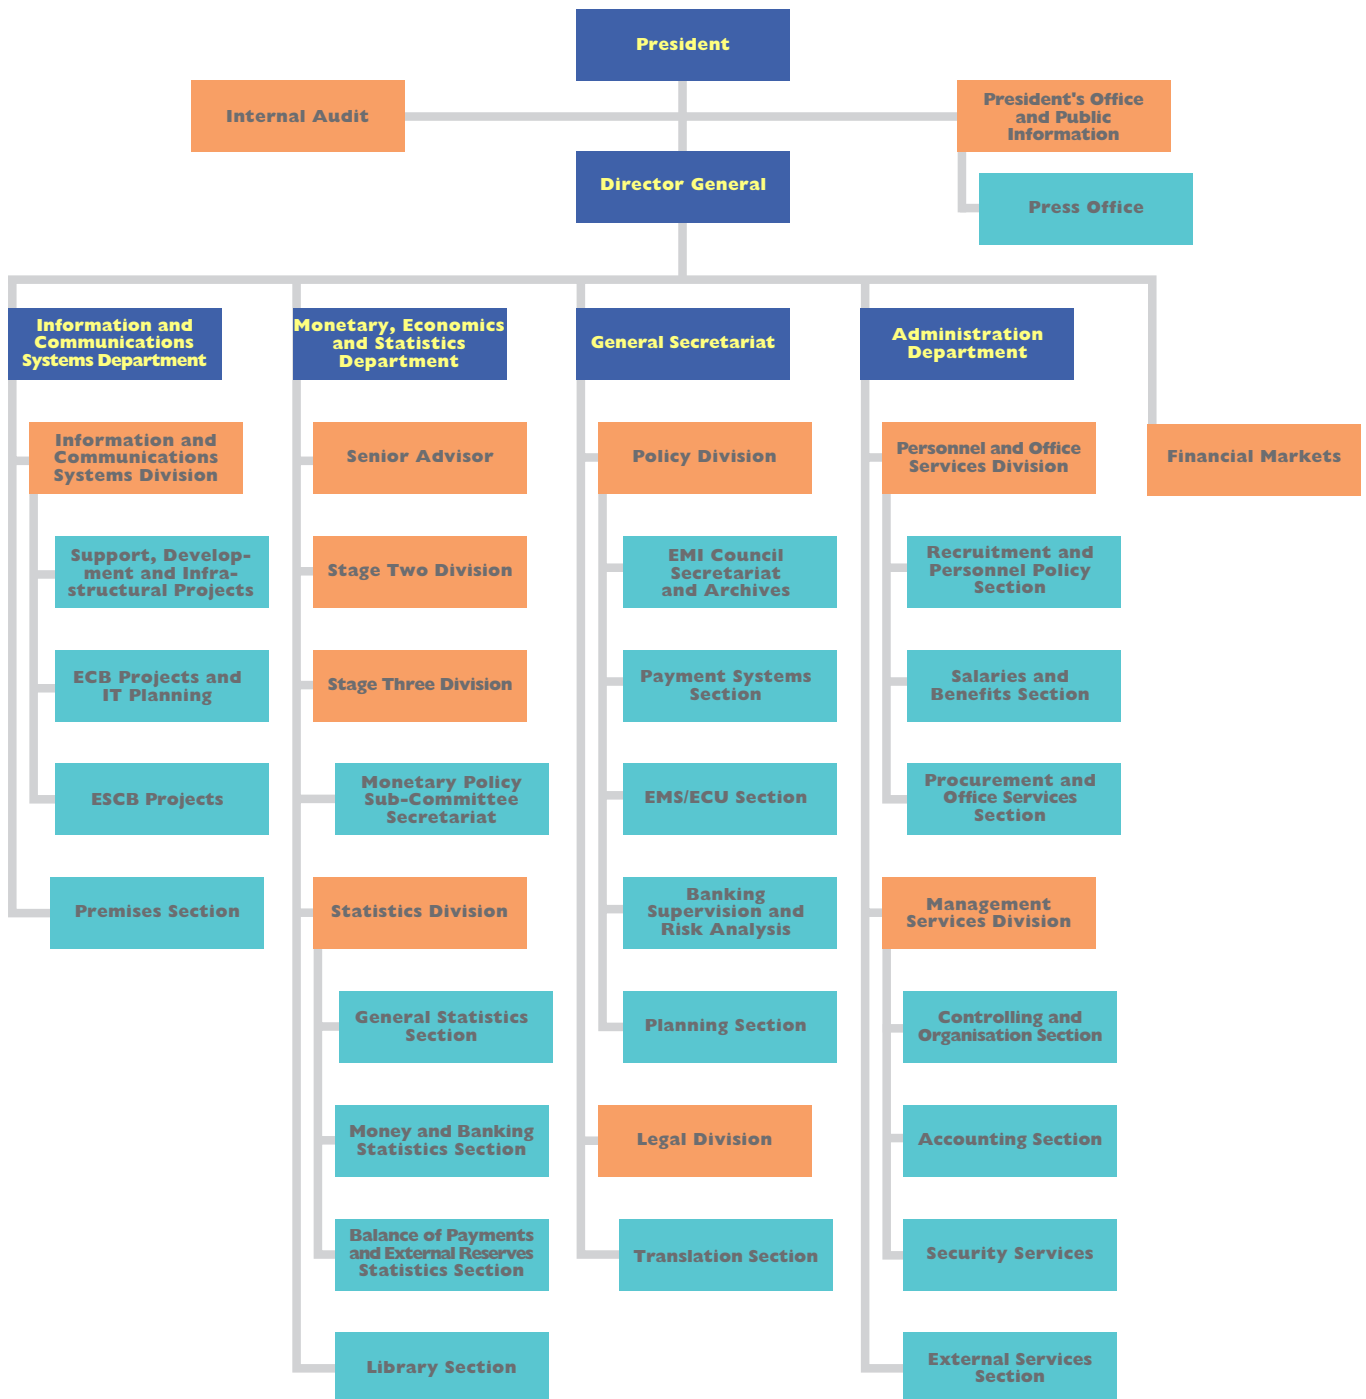 President
Internal Audit
President's Office
and Public
Information
Director General
Press Office
Information and
Communications
Systems Department
Monetary, Economics
and Statistics
Department
General Secretariat
Administration
Department
Information and
Communications
Systems Division
Senior Advisor
Policy Division
Personnel and Office
Services Division
Financial Markets
Support, Develop-
ment and Infra-
structural Projects
Stage Two Division
EMI Council
Secretariat
and Archives
Recruitment and
Personnel Policy
Section
ECB Projects and
IT Planning
Stage Three Division
Payment Systems
Section
Salaries and
Benefits Section
ESCB Projects
Monetary Policy
Sub-Committee
Secretariat
EMS/ECU Section
Procurement and
Office Services
Section
Premises Section
Statistics Division
Banking
Supervision and
Risk Analysis
Management
Services Division
General Statistics
Section
Planning Section
Controlling and
Organisation Section
Money and Banking
Statistics Section
Legal Division
Accounting Section
Balance of Payments
and External Reserves
Statistics Section
Translation Section
Security Services
Library Section
External Services
Section